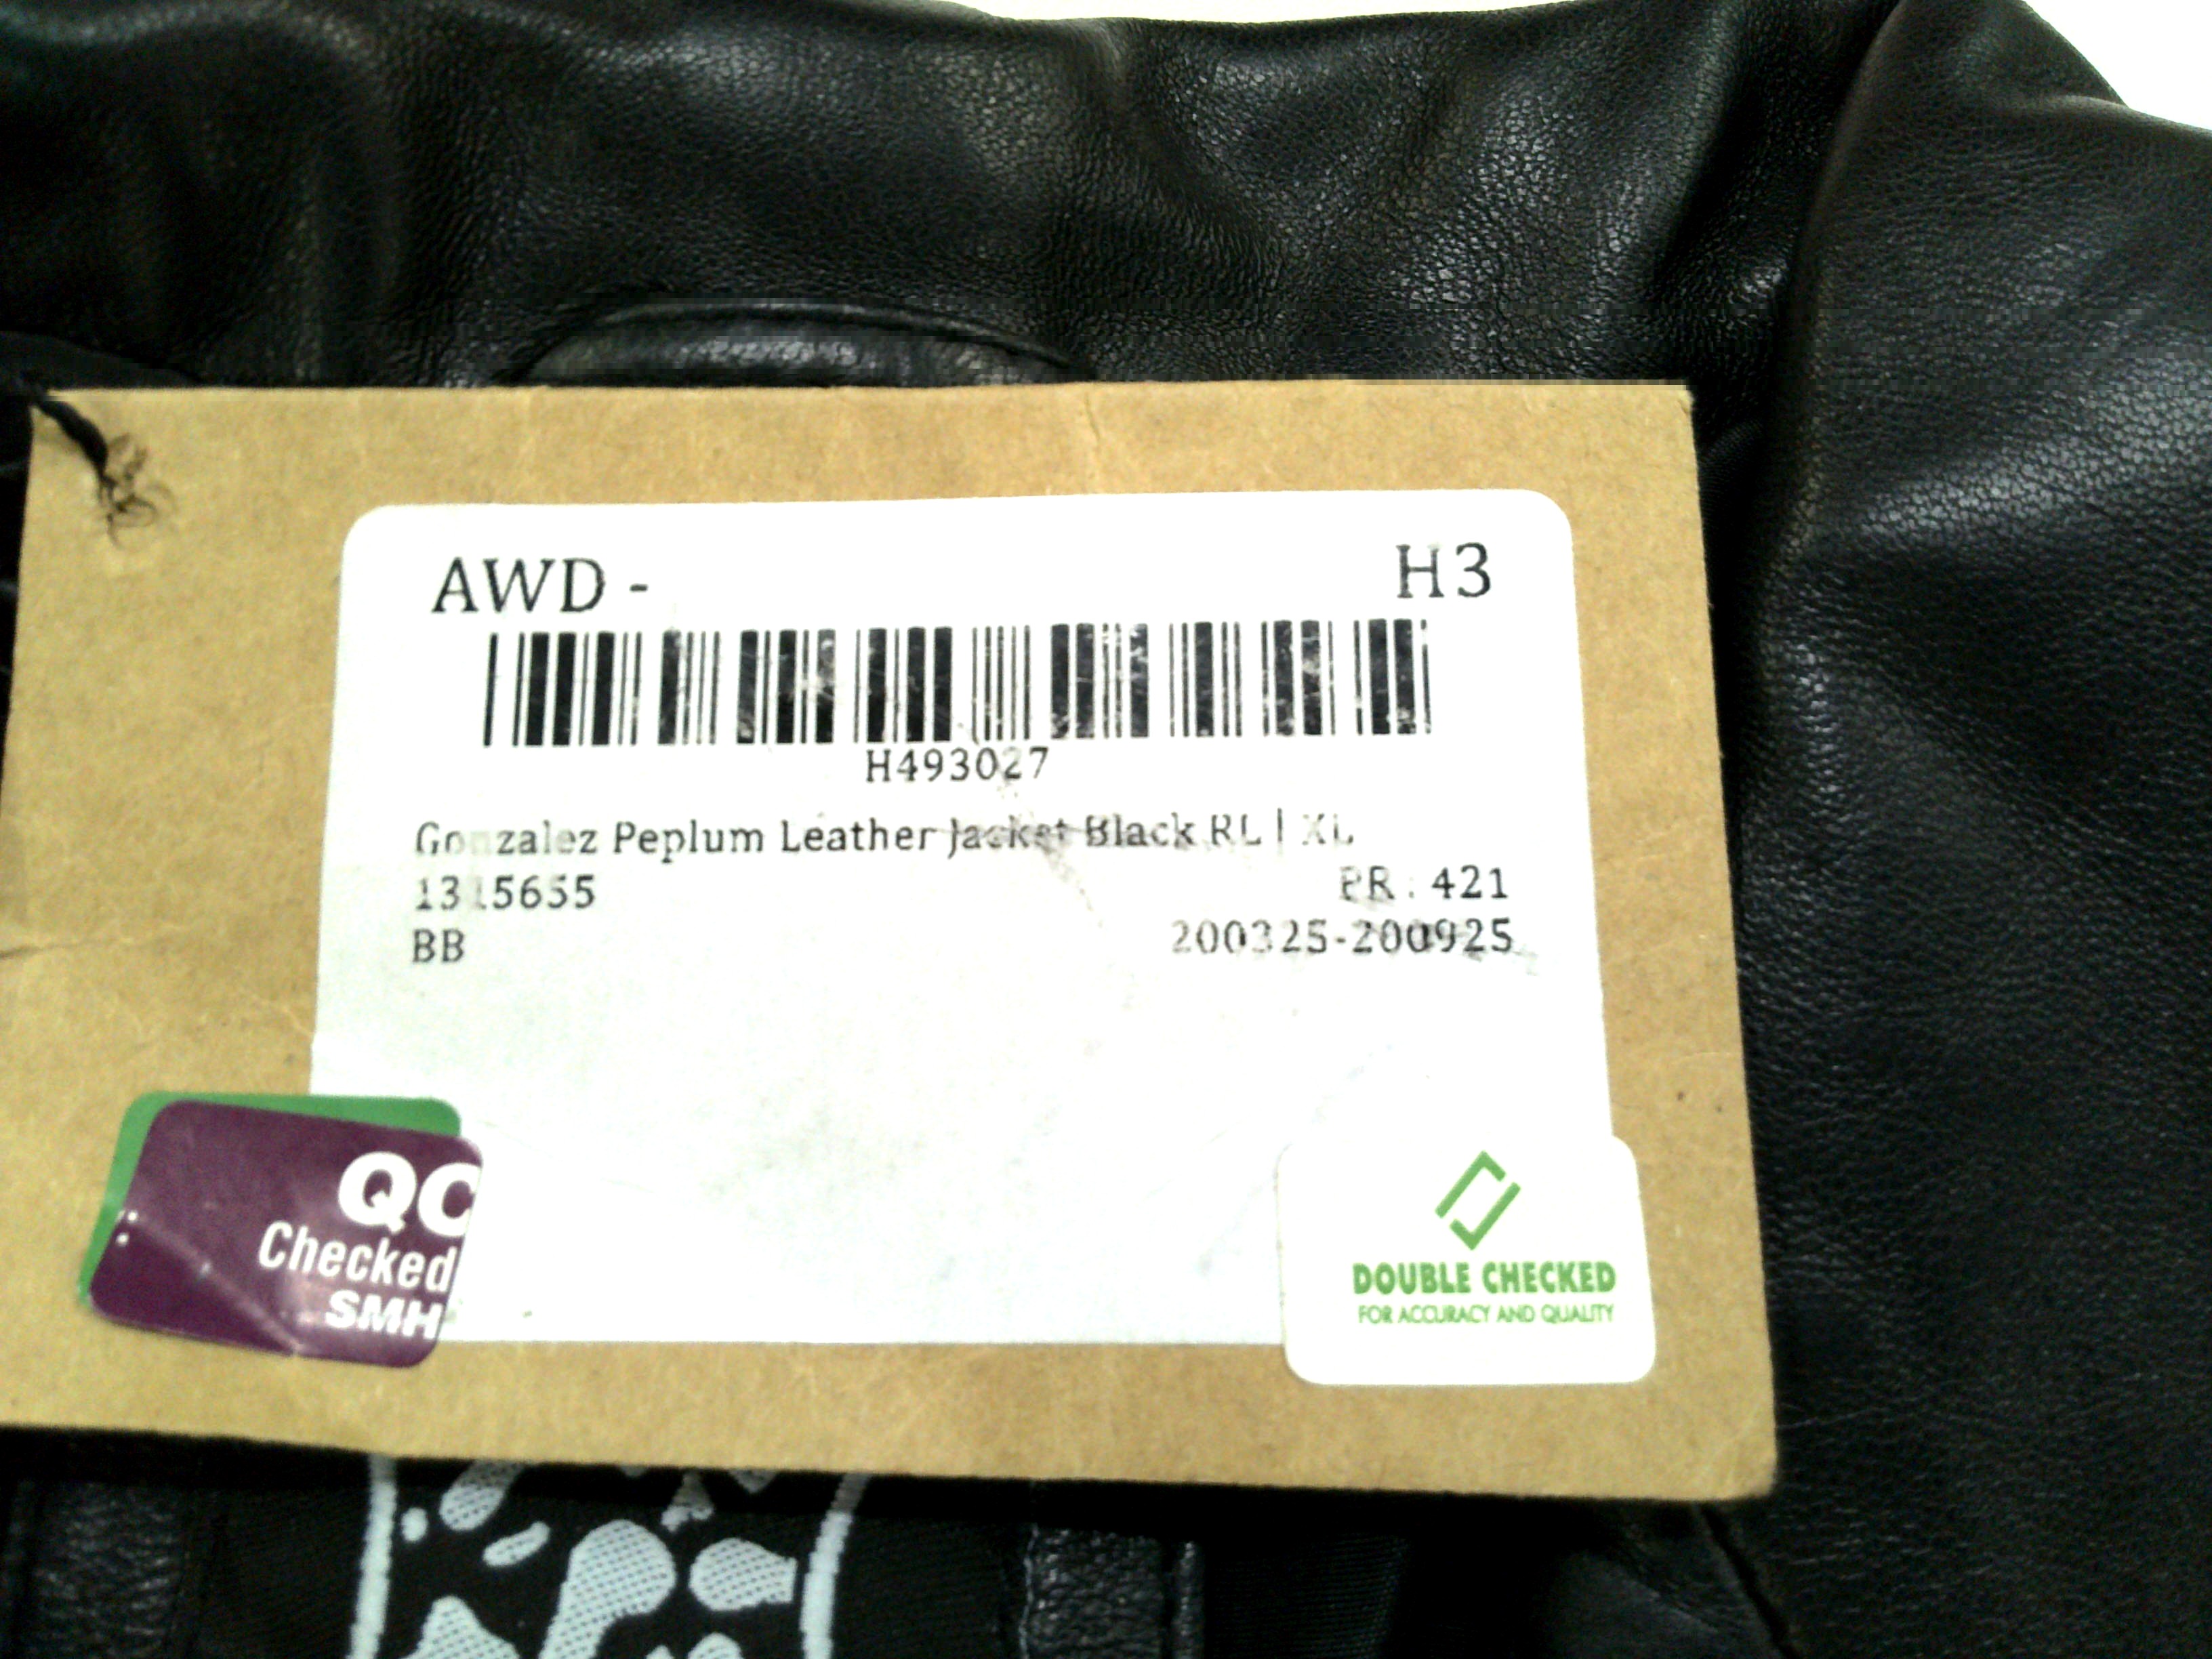 AWD - H3
H493027
Gonzalez Peplum Leather Jacket Black RL | XL
1315655 PR : 421
BB 200325-200925
QC
Checked
SMH
DOUBLE CHECKED
FOR ACCURACY AND QUALITY